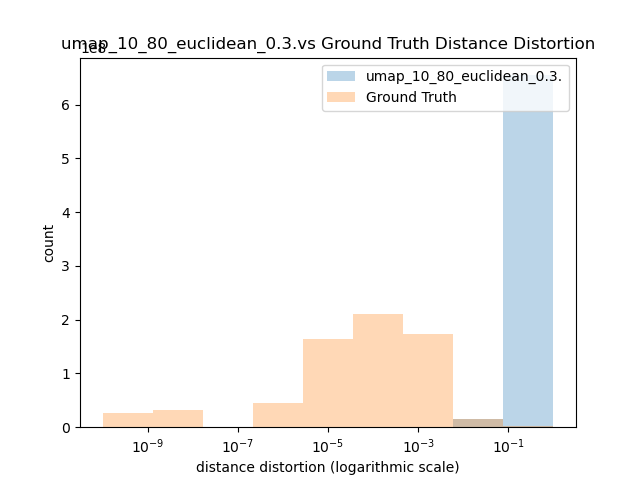 umap_10_80_euclidean_0.3.vs Ground Truth Distance Distortion
1e8
umap_10_80_euclidean_0.3.
Ground Truth
6
5
4
3
2
1
0
count
10⁻⁹
10⁻⁷
10⁻⁵
10⁻³
10⁻¹
distance distortion (logarithmic scale)